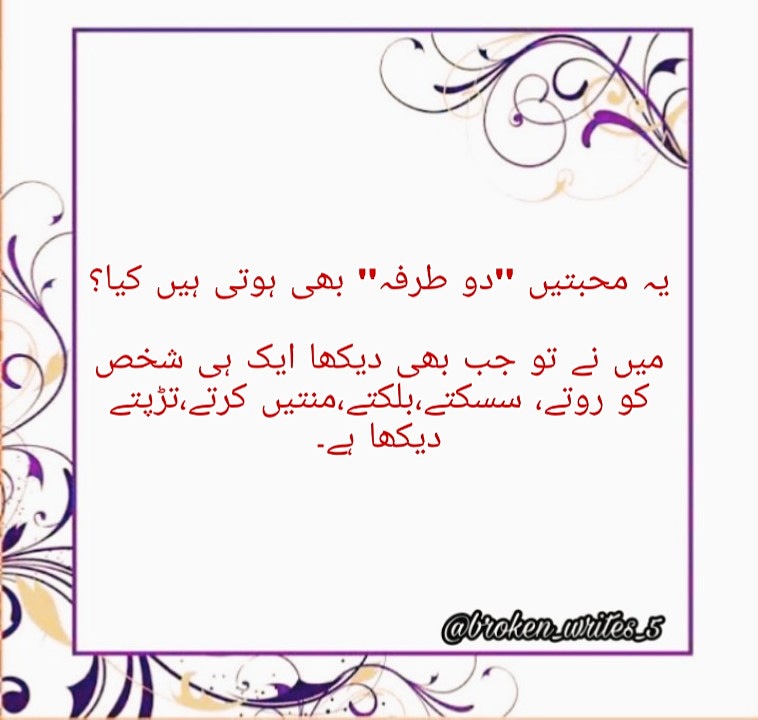 یہ محبتیں "دو طرفہ" بھی ہوتی ہیں کیا؟
میں نے تو جب بھی دیکھا ایک ہی شخص
کو روتے، سسکتے،بلکتے،منتیں کرتے،تڑپتے
دیکھا ہے۔
@broken_writes_5